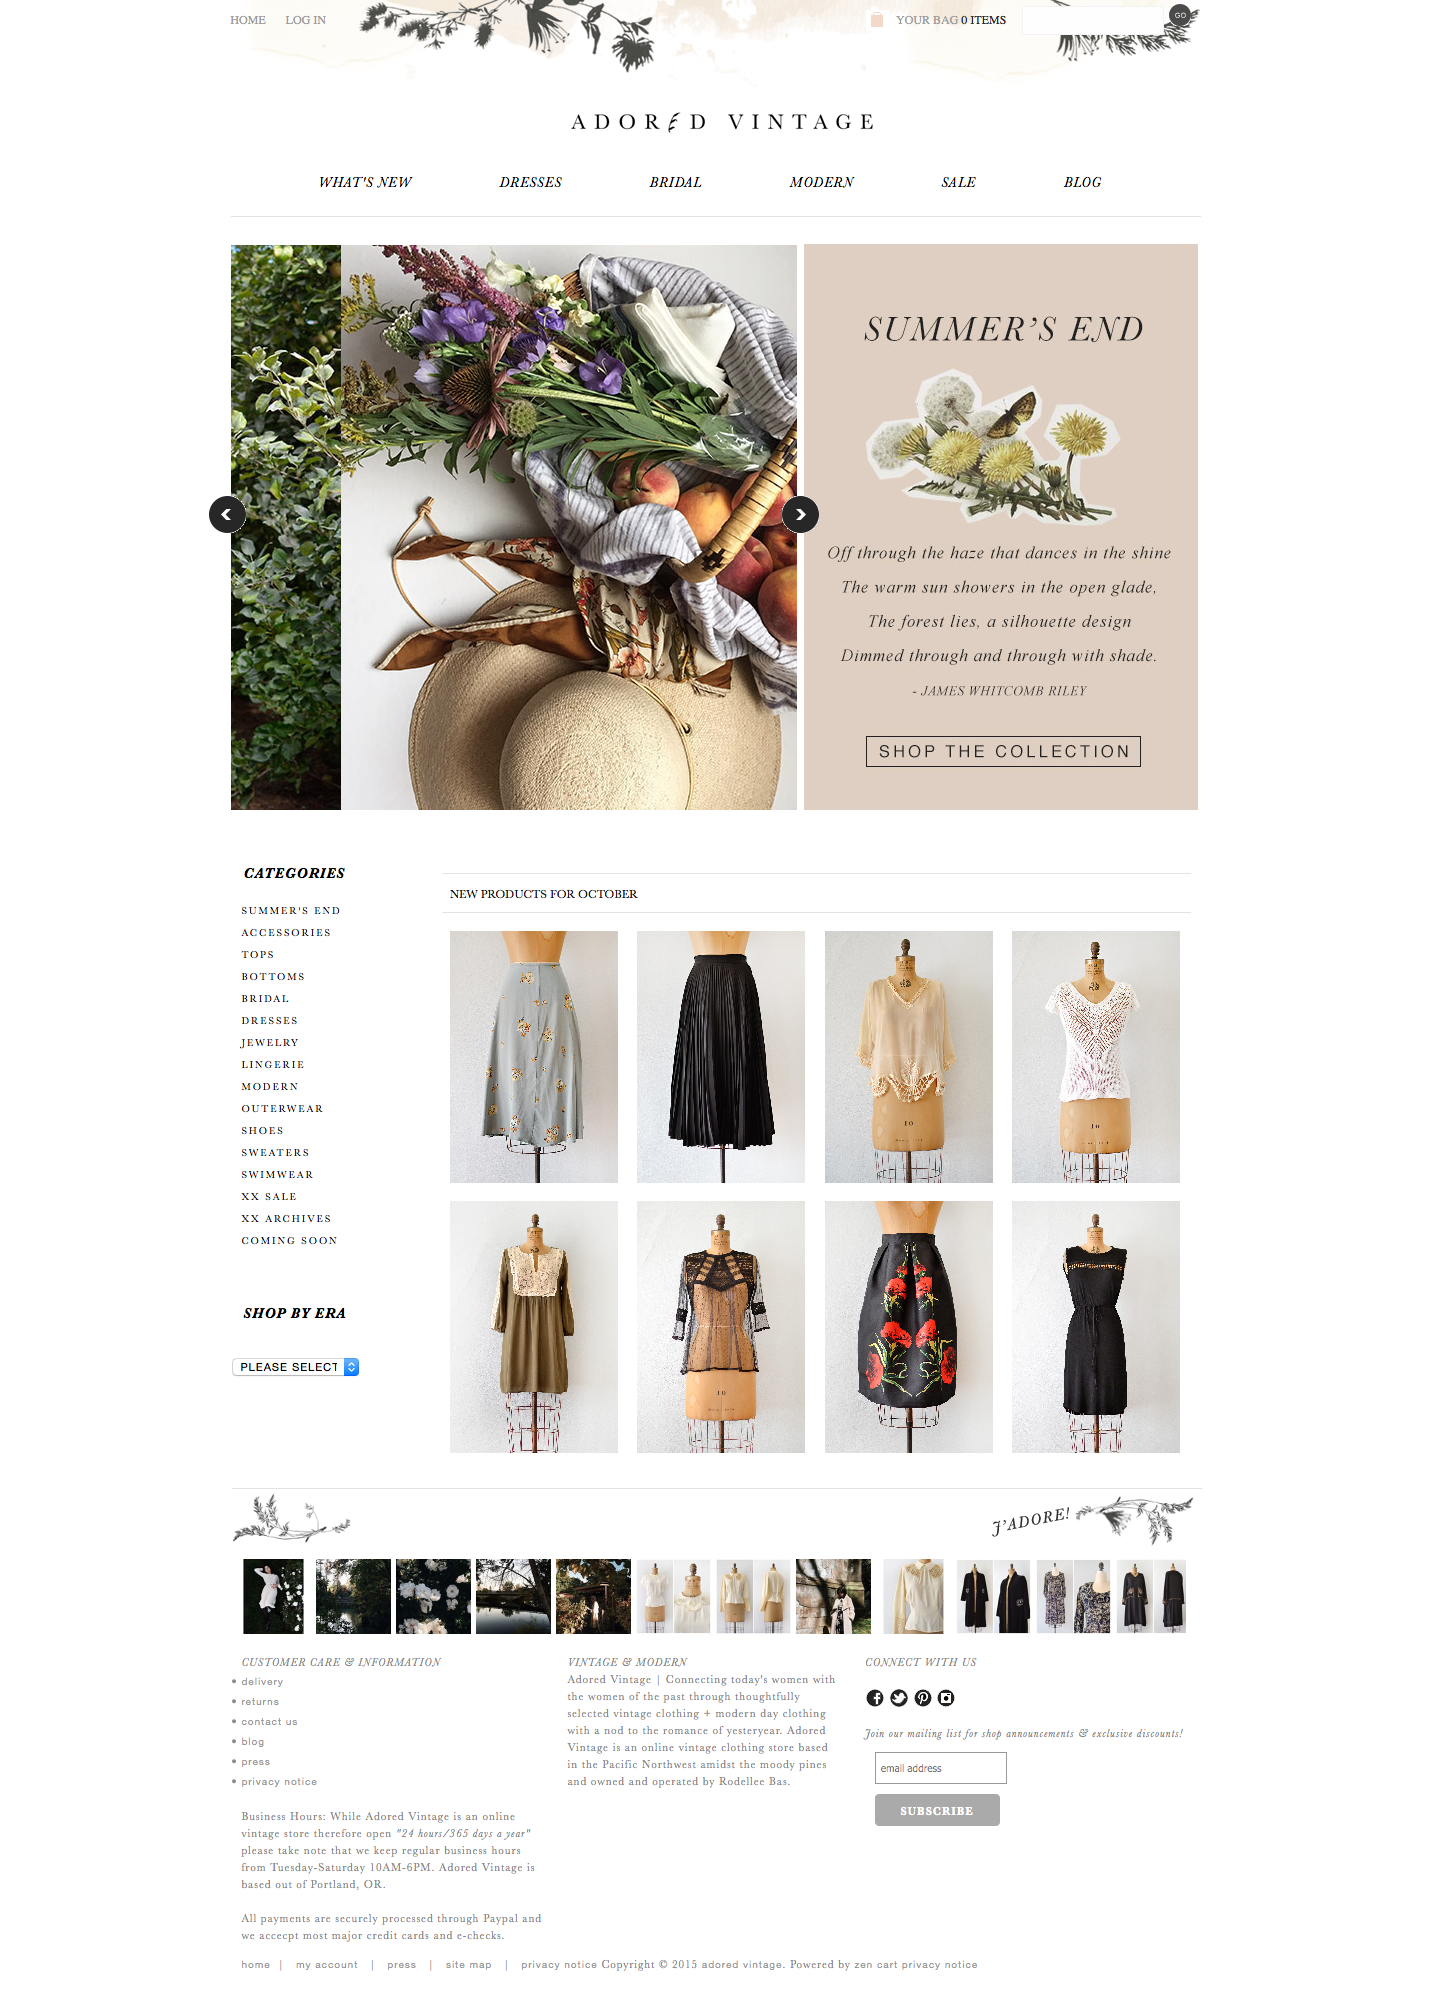 HOME
LOG IN
YOUR BAG 0 ITEMS
GO
ADORED VINTAGE
WHAT'S NEW
DRESSES
BRIDAL
MODERN
SALE
BLOG
SUMMER'S END
Off through the haze that dances in the shine
The warm sun showers in the open glade,
The forest lies, a silhouette design
Dimmed through and through with shade.
- JAMES WHITCOMB RILEY
SHOP THE COLLECTION
CATEGORIES
SUMMER'S END
ACCESSORIES
TOPS
BOTTOMS
BRIDAL
DRESSES
JEWELRY
LINGERIE
MODERN
OUTERWEAR
SHOES
SWEATERS
SWIMWEAR
XX SALE
XX ARCHIVES
COMING SOON
SHOP BY ERA
PLEASE SELECT
NEW PRODUCTS FOR OCTOBER
10
10
10
J'ADORE!
CUSTOMER CARE & INFORMATION
• delivery
• returns
• contact us
• blog
• press
• privacy notice
Business Hours: While Adored Vintage is an online
vintage store therefore open "24 hours/365 days a year"
please take note that we keep regular business hours
from Tuesday-Saturday 10AM-6PM. Adored Vintage is
based out of Portland, OR.
All payments are securely processed through Paypal and
we accecpt most major credit cards and e-checks.
VINTAGE & MODERN
Adored Vintage | Connecting today's women with
the women of the past through thoughtfully
selected vintage clothing + modern day clothing
with a nod to the romance of yesteryear. Adored
Vintage is an online vintage clothing store based
in the Pacific Northwest amidst the moody pines
and owned and operated by Rodellee Bas.
CONNECT WITH US
Join our mailing list for shop announcements & exclusive discounts!
email address
SUBSCRIBE
home | my account | press | site map | privacy notice Copyright © 2015 adored vintage. Powered by zen cart privacy notice